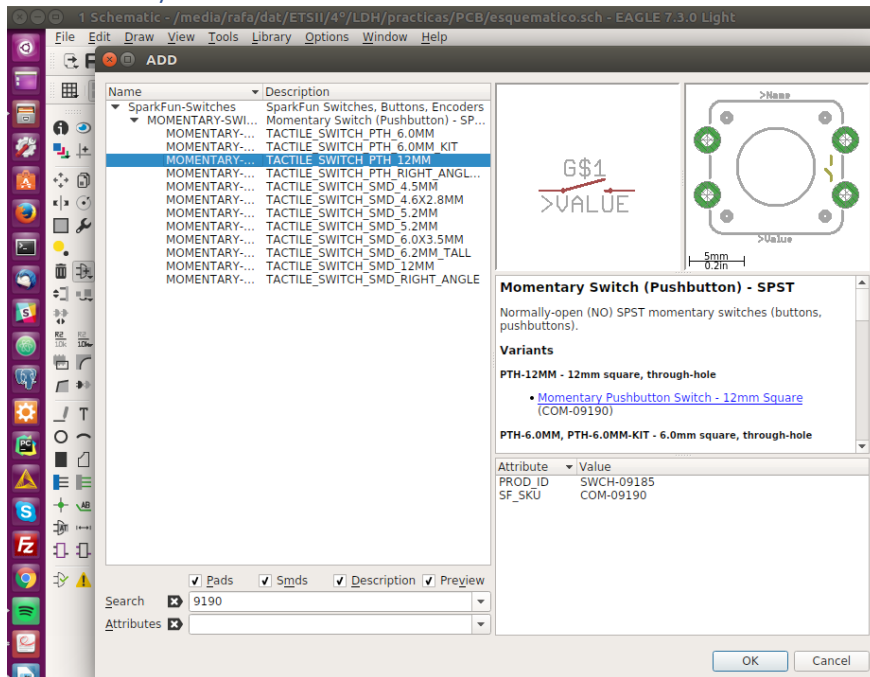 1 Schematic - /media/rafa/dat/ETSII/4º/LDH/practicas/PCB/esquematico.sch - EAGLE 7.3.0 Light
File Edit Draw View Tools Library Options Window Help
ADD
Name Description
SparkFun-Switches SparkFun Switches, Buttons, Encoders
MOMENTARY-SWI... Momentary Switch (Pushbutton) - SP...
MOMENTARY-... TACTILE_SWITCH_PTH_6.0MM
MOMENTARY-... TACTILE_SWITCH_PTH_6.0MM_KIT
MOMENTARY-... TACTILE_SWITCH_PTH_12MM
MOMENTARY-... TACTILE_SWITCH_PTH_RIGHT_ANGL...
MOMENTARY-... TACTILE_SWITCH_SMD_4.5MM
MOMENTARY-... TACTILE_SWITCH_SMD_4.6X2.8MM
MOMENTARY-... TACTILE_SWITCH_SMD_5.2MM
MOMENTARY-... TACTILE_SWITCH_SMD_5.2MM
MOMENTARY-... TACTILE_SWITCH_SMD_6.0X3.5MM
MOMENTARY-... TACTILE_SWITCH_SMD_6.2MM_TALL
MOMENTARY-... TACTILE_SWITCH_SMD_12MM
MOMENTARY-... TACTILE_SWITCH_SMD_RIGHT_ANGLE
G$1
>VALUE
>Name
>Value
5mm
0.2in
Momentary Switch (Pushbutton) - SPST
Normally-open (NO) SPST momentary switches (buttons,
pushbuttons).
Variants
PTH-12MM - 12mm square, through-hole
• Momentary Pushbutton Switch - 12mm Square
(COM-09190)
PTH-6.0MM, PTH-6.0MM-KIT - 6.0mm square, through-hole
Attribute Value
PROD_ID SWCH-09185
SF_SKU COM-09190
Pads Smds Description Preview
Search 9190
Attributes
OK Cancel